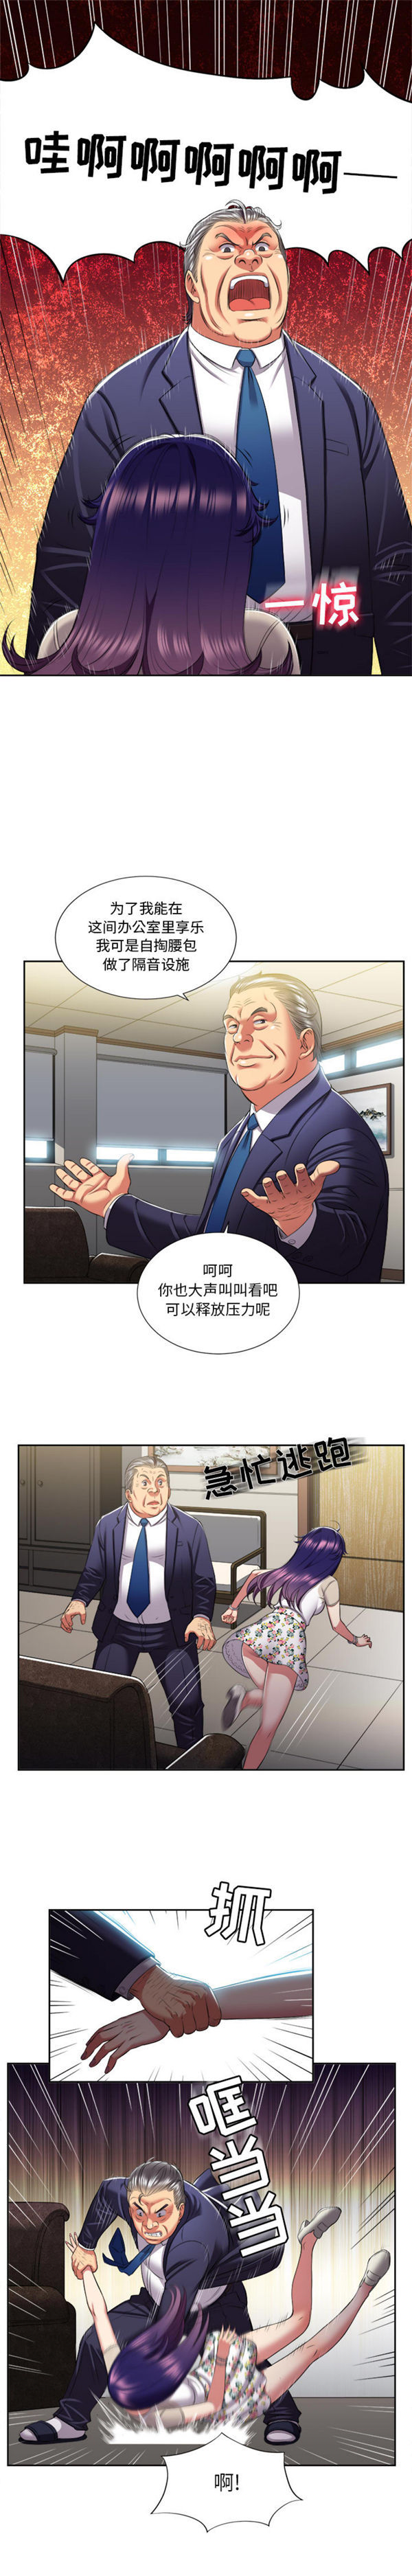 哇啊啊啊啊啊——
一惊
为了我能在
这间办公室里享乐
我可是自掏腰包
做了隔音设施
呵呵
你也大声叫叫看吧
可以释放压力呢
急忙逃跑
抓
哐当当
啊!